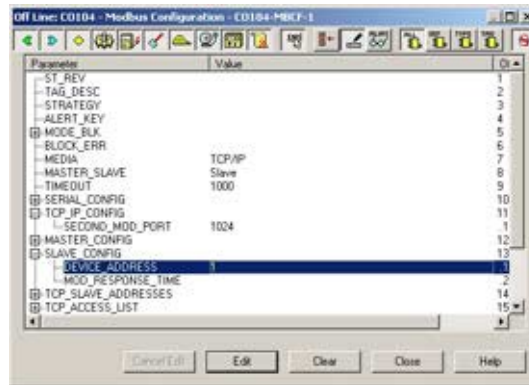 Off Line: CO104 - Modbus Configuration - CO104-MBCF-1
Parameter Value
ST_REV 1
TAG_DESC 2
STRATEGY 3
ALERT_KEY 4
MODE_BLK 5
BLOCK_ERR 6
MEDIA TCP/IP 7
MASTER_SLAVE Slave 8
TIMEOUT 1000 9
SERIAL_CONFIG 10
TCP_IP_CONFIG 11
SECOND_MOD_PORT 1024 .1
MASTER_CONFIG 12
SLAVE_CONFIG 13
DEVICE_ADDRESS 1 .1
MOD_RESPONSE_TIME .2
TCP_SLAVE_ADDRESSES 14
TCP_ACCESS_LIST 15
Cancel Edit Edit Clear Close Help